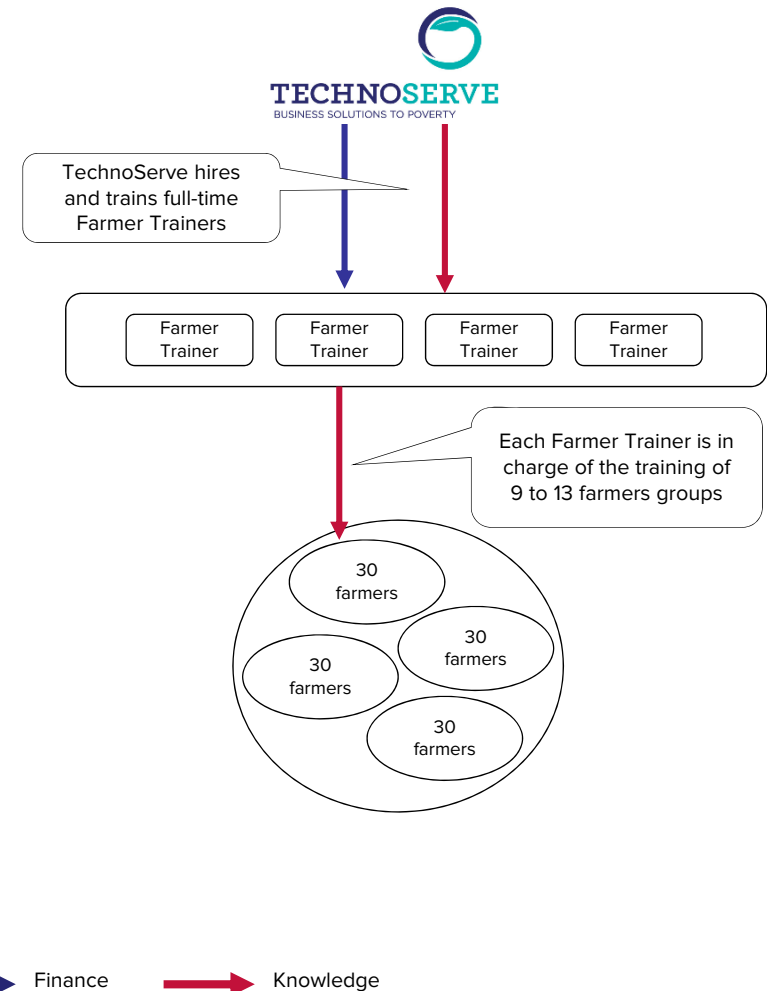 TECHNOSERVE
BUSINESS SOLUTIONS TO POVERTY
TechnoServe hires
and trains full-time
Farmer Trainers
Farmer
Trainer
Farmer
Trainer
Farmer
Trainer
Farmer
Trainer
Each Farmer Trainer is in
charge of the training of
9 to 13 farmers groups
30
farmers
30
farmers
30
farmers
30
farmers
Finance
Knowledge